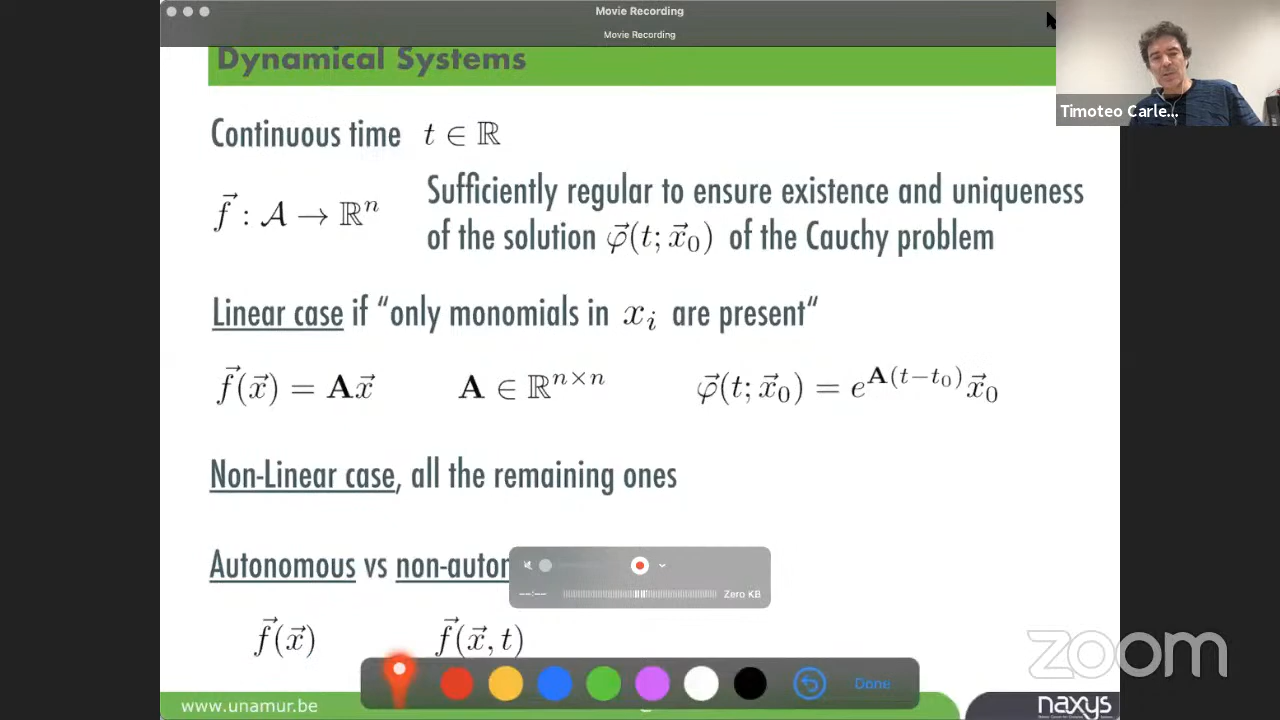 Movie Recording
Movie Recording
Dynamical Systems
Timoteo Carle...
Continuous time t ∈ ℝ
f⃗ : 𝒜 → ℝⁿ
Sufficiently regular to ensure existence and uniqueness
of the solution φ⃗(t; x⃗₀) of the Cauchy problem
Linear case if “only monomials in xᵢ are present“
f⃗(x⃗) = Ax⃗ A ∈ ℝⁿˣⁿ φ⃗(t; x⃗₀) = e^{A(t−t₀)}x⃗₀
Non-Linear case, all the remaining ones
Autonomous vs non-auton
--:-- Zero KB
f⃗(x⃗) f⃗(x⃗, t)
Done
zoom
www.unamur.be
naxys